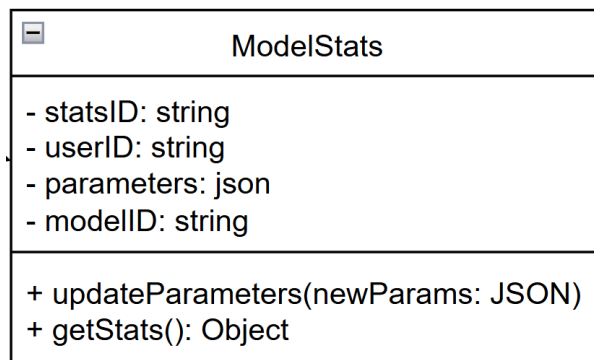 ModelStats
- statsID: string
- userID: string
- parameters: json
- modelID: string
+ updateParameters(newParams: JSON)
+ getStats(): Object